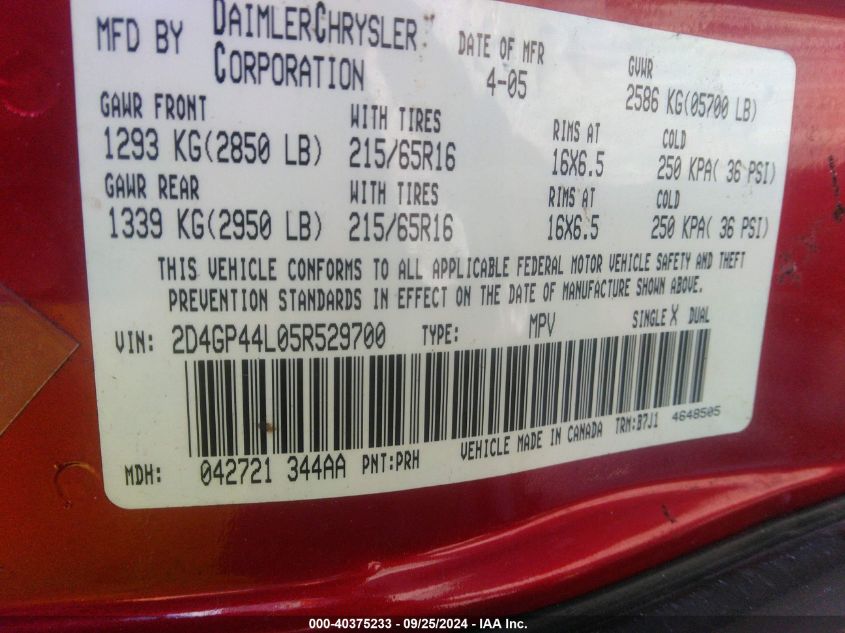 MFD BY DAIMLERCHRYSLER CORPORATION DATE OF MFR 4-05 GVWR 2586 KG(05700 LB)
GAWR FRONT WITH TIRES RIMS AT COLD
1293 KG(2850 LB) 215/65R16 16X6.5 250 KPA( 36 PSI)
GAWR REAR WITH TIRES RIMS AT COLD
1339 KG(2950 LB) 215/65R16 16X6.5 250 KPA( 36 PSI)
THIS VEHICLE CONFORMS TO ALL APPLICABLE FEDERAL MOTOR VEHICLE SAFETY AND THEFT
PREVENTION STANDARDS IN EFFECT ON THE DATE OF MANUFACTURE SHOWN ABOVE.
VIN: 2D4GP44L05R529700 TYPE: MPV SINGLE X DUAL
MDH: 042721 344AA PNT:PRH VEHICLE MADE IN CANADA TRM:B7J1 4648505
000-40375233 - 09/25/2024 - IAA Inc.